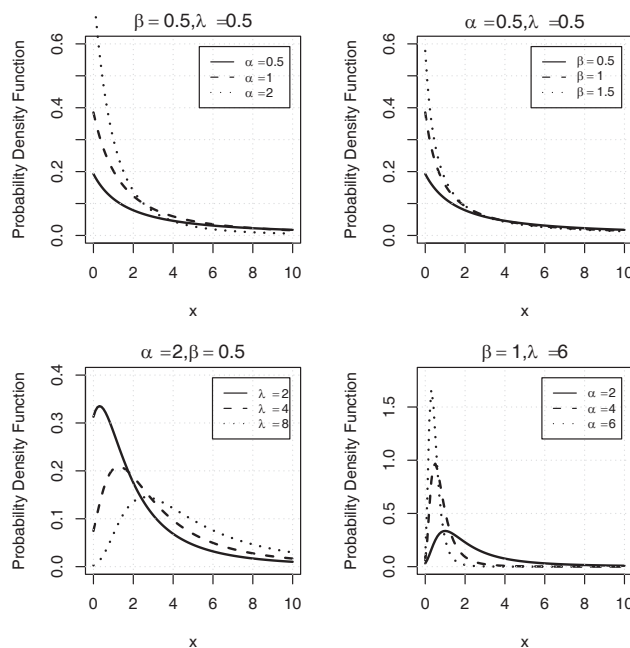 β= 0.5,λ =0.5
α =0.5
α =1
α =2
Probability Density Function
0.0 0.2 0.4 0.6
0 2 4 6 8 10
x
α =0.5,λ =0.5
β= 0.5
β= 1
β= 1.5
Probability Density Function
0.0 0.2 0.4 0.6
0 2 4 6 8 10
x
α =2,β= 0.5
λ =2
λ =4
λ =8
Probability Density Function
0.0 0.1 0.2 0.3 0.4
0 2 4 6 8 10
x
β= 1,λ =6
α =2
α =4
α =6
Probability Density Function
0.0 0.5 1.0 1.5
0 2 4 6 8 10
x